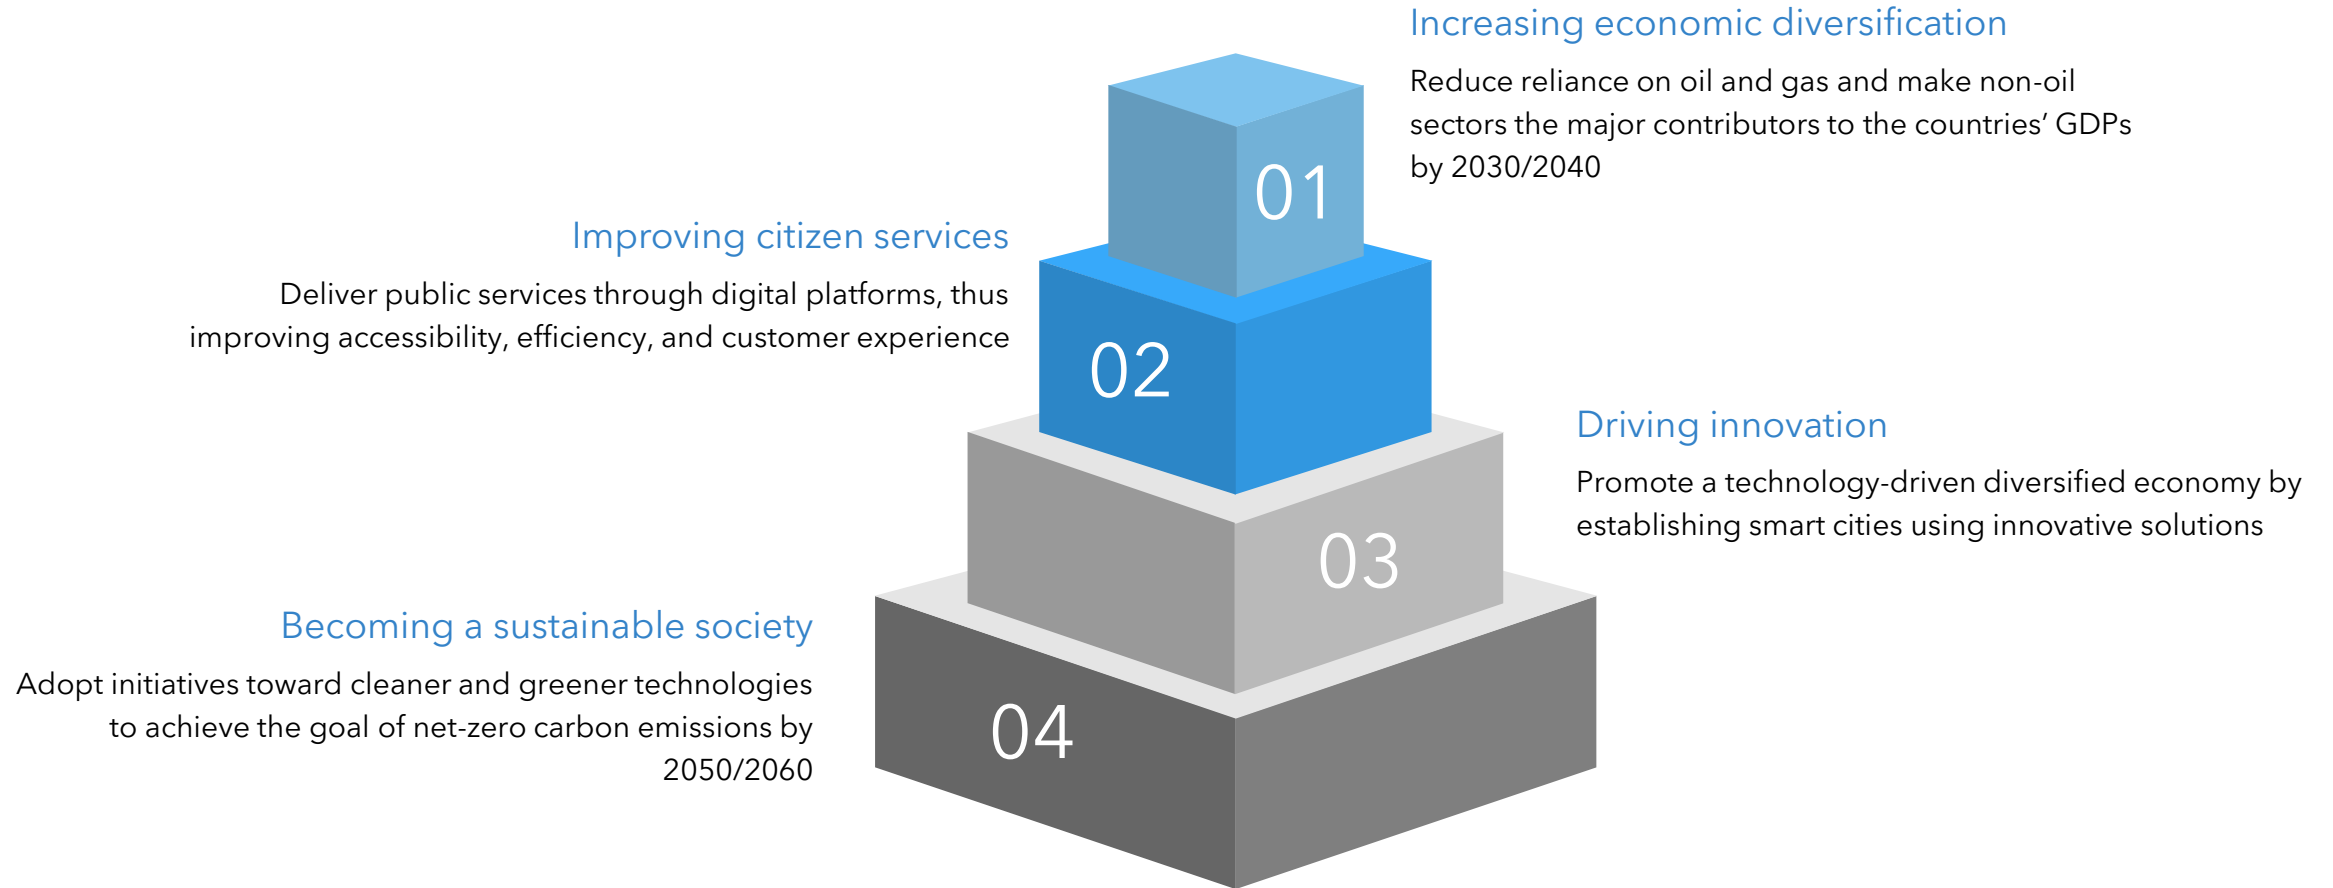 Increasing economic diversification
Reduce reliance on oil and gas and make non-oil
sectors the major contributors to the countries’ GDPs
by 2030/2040
01
Improving citizen services
Deliver public services through digital platforms, thus
improving accessibility, efficiency, and customer experience
02
Driving innovation
Promote a technology-driven diversified economy by
establishing smart cities using innovative solutions
03
Becoming a sustainable society
Adopt initiatives toward cleaner and greener technologies
to achieve the goal of net-zero carbon emissions by
2050/2060
04